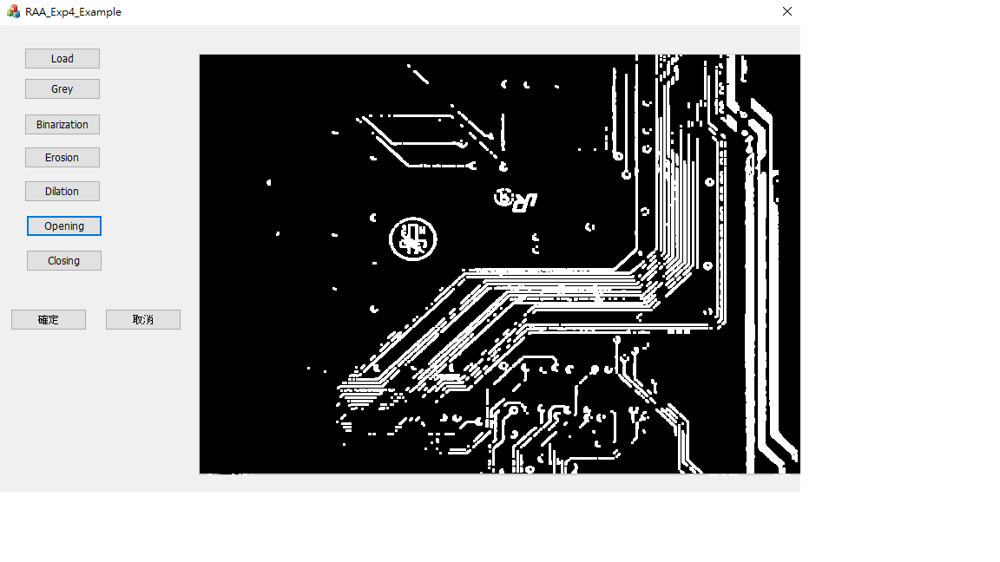 RAA_Exp4_Example
Load
Grey
Binarization
Erosion
Dilation
Opening
Closing
確定
取消